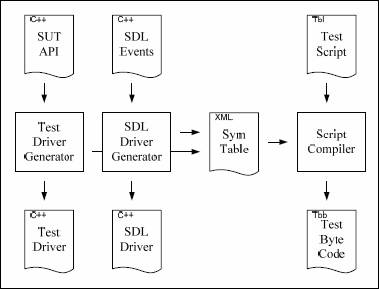 C++
SUT
API
C++
SDL
Events
Tbl
Test
Script
Test
Driver
Generator
SDL
Driver
Generator
XML
Sym
Table
Script
Compiler
C++
Test
Driver
C++
SDL
Driver
Tbb
Test
Byte
Code